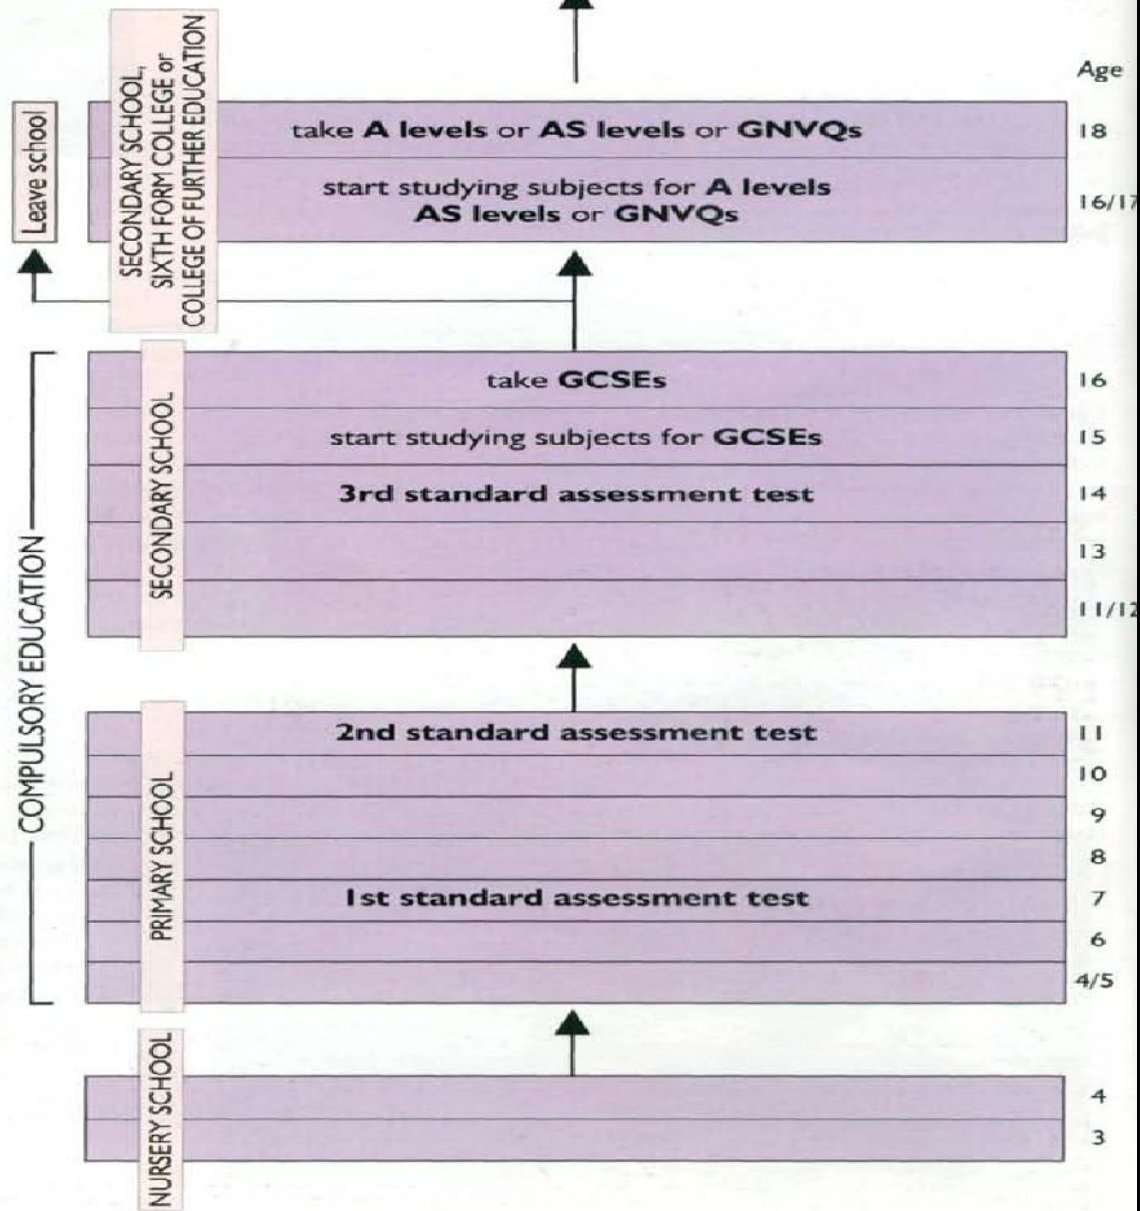 Age
Leave school
SECONDARY SCHOOL,
SIXTH FORM COLLEGE or
COLLEGE OF FURTHER EDUCATION
take A levels or AS levels or GNVQs
18
start studying subjects for A levels
AS levels or GNVQs
16/17
COMPULSORY EDUCATION
SECONDARY SCHOOL
take GCSEs
16
start studying subjects for GCSEs
15
3rd standard assessment test
14
13
11/12
PRIMARY SCHOOL
2nd standard assessment test
11
10
9
8
1st standard assessment test
7
6
4/5
NURSERY SCHOOL
4
3